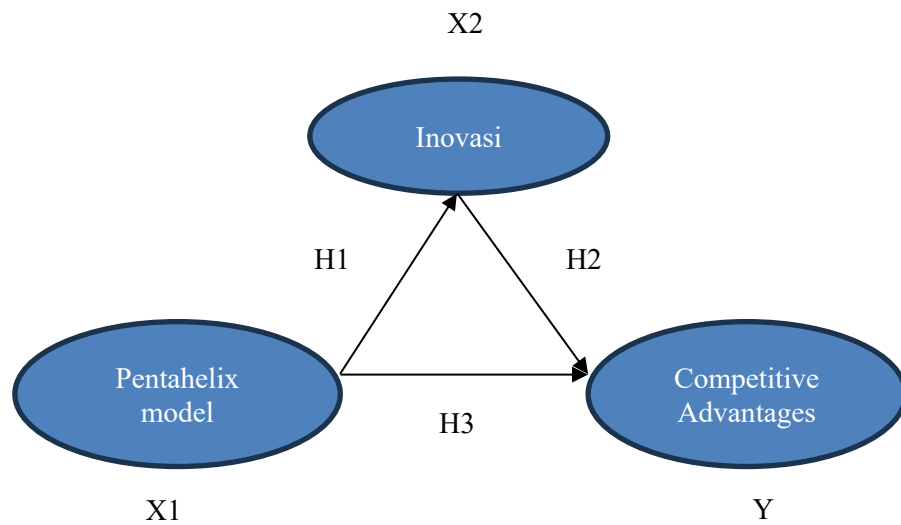 X2
Inovasi
H1
H2
Pentahelix
model
Competitive
Advantages
H3
X1
Y